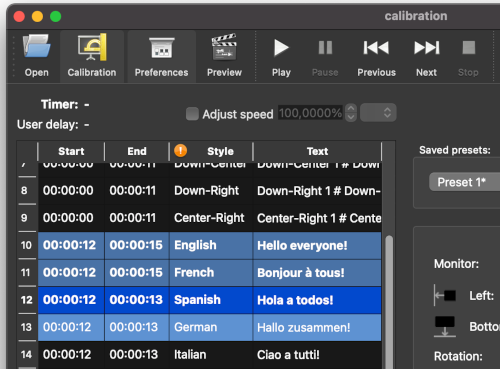 calibration
Open Calibration Preferences Preview Play Pause Previous Next Stop
Timer: -
User delay: -
Adjust speed 100,0000%
Start End Style Text
Saved presets:
7 00:00:00 00:00:11 Down-Center Down-Center 1 # Down
8 00:00:00 00:00:11 Down-Right Down-Right 1 # Down-
Preset 1*
9 00:00:00 00:00:11 Center-Right Center-Right 1 # Cente
10 00:00:12 00:00:15 English Hello everyone!
11 00:00:12 00:00:15 French Bonjour à tous!
Monitor:
12 00:00:12 00:00:13 Spanish Hola a todos!
Left:
13 00:00:12 00:00:13 German Hallo zusammen!
Botto
14 00:00:12 00:00:11 Italian Ciao a tutti!
Rotation: